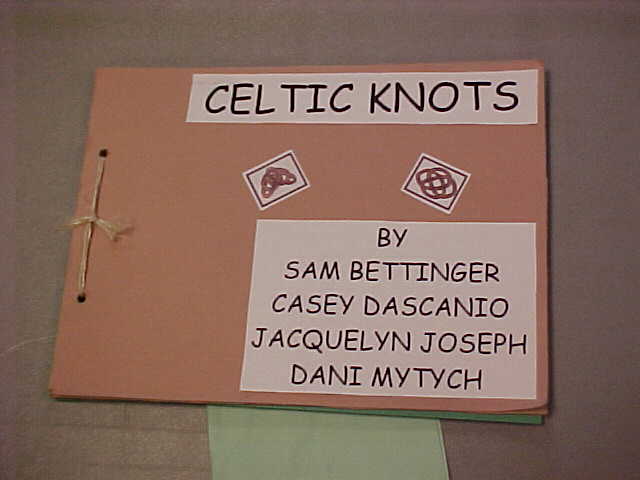 CELTIC KNOTS
BY
SAM BETTINGER
CASEY DASCANIO
JACQUELYN JOSEPH
DANI MYTYCH